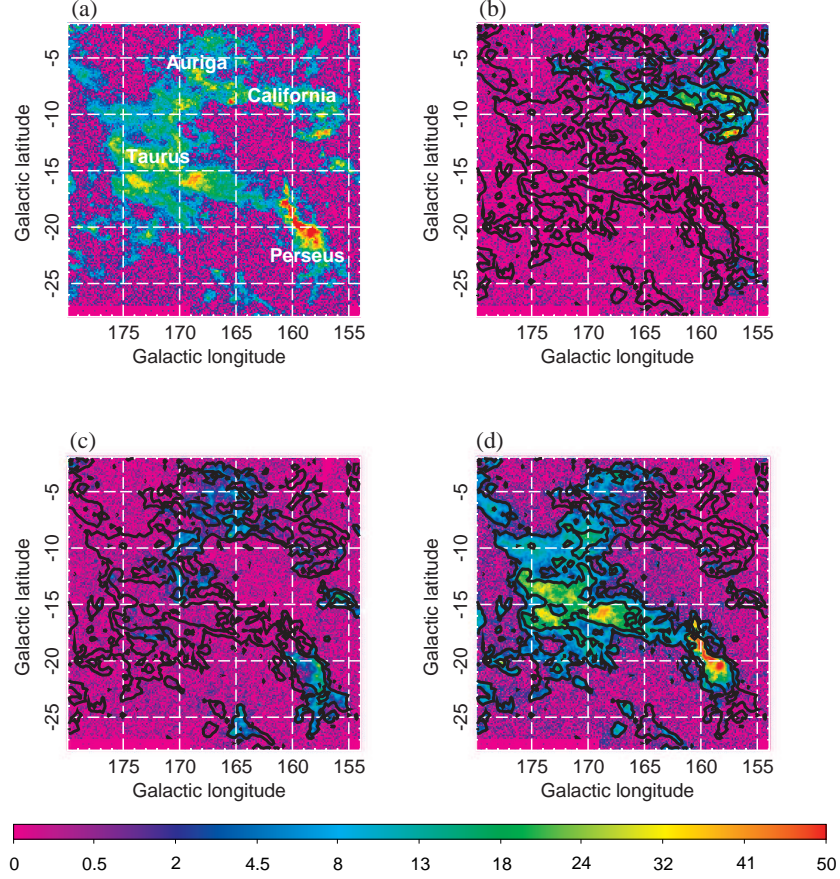 (a)
(b)
Auriga
California
Taurus
Perseus
Galactic latitude
-5
-10
-15
-20
-25
175 170 165 160 155
Galactic longitude
Galactic latitude
-5
-10
-15
-20
-25
175 170 165 160 155
Galactic longitude
(c)
(d)
Galactic latitude
-5
-10
-15
-20
-25
175 170 165 160 155
Galactic longitude
Galactic latitude
-5
-10
-15
-20
-25
175 170 165 160 155
Galactic longitude
0 0.5 2 4.5 8 13 18 24 32 41 50